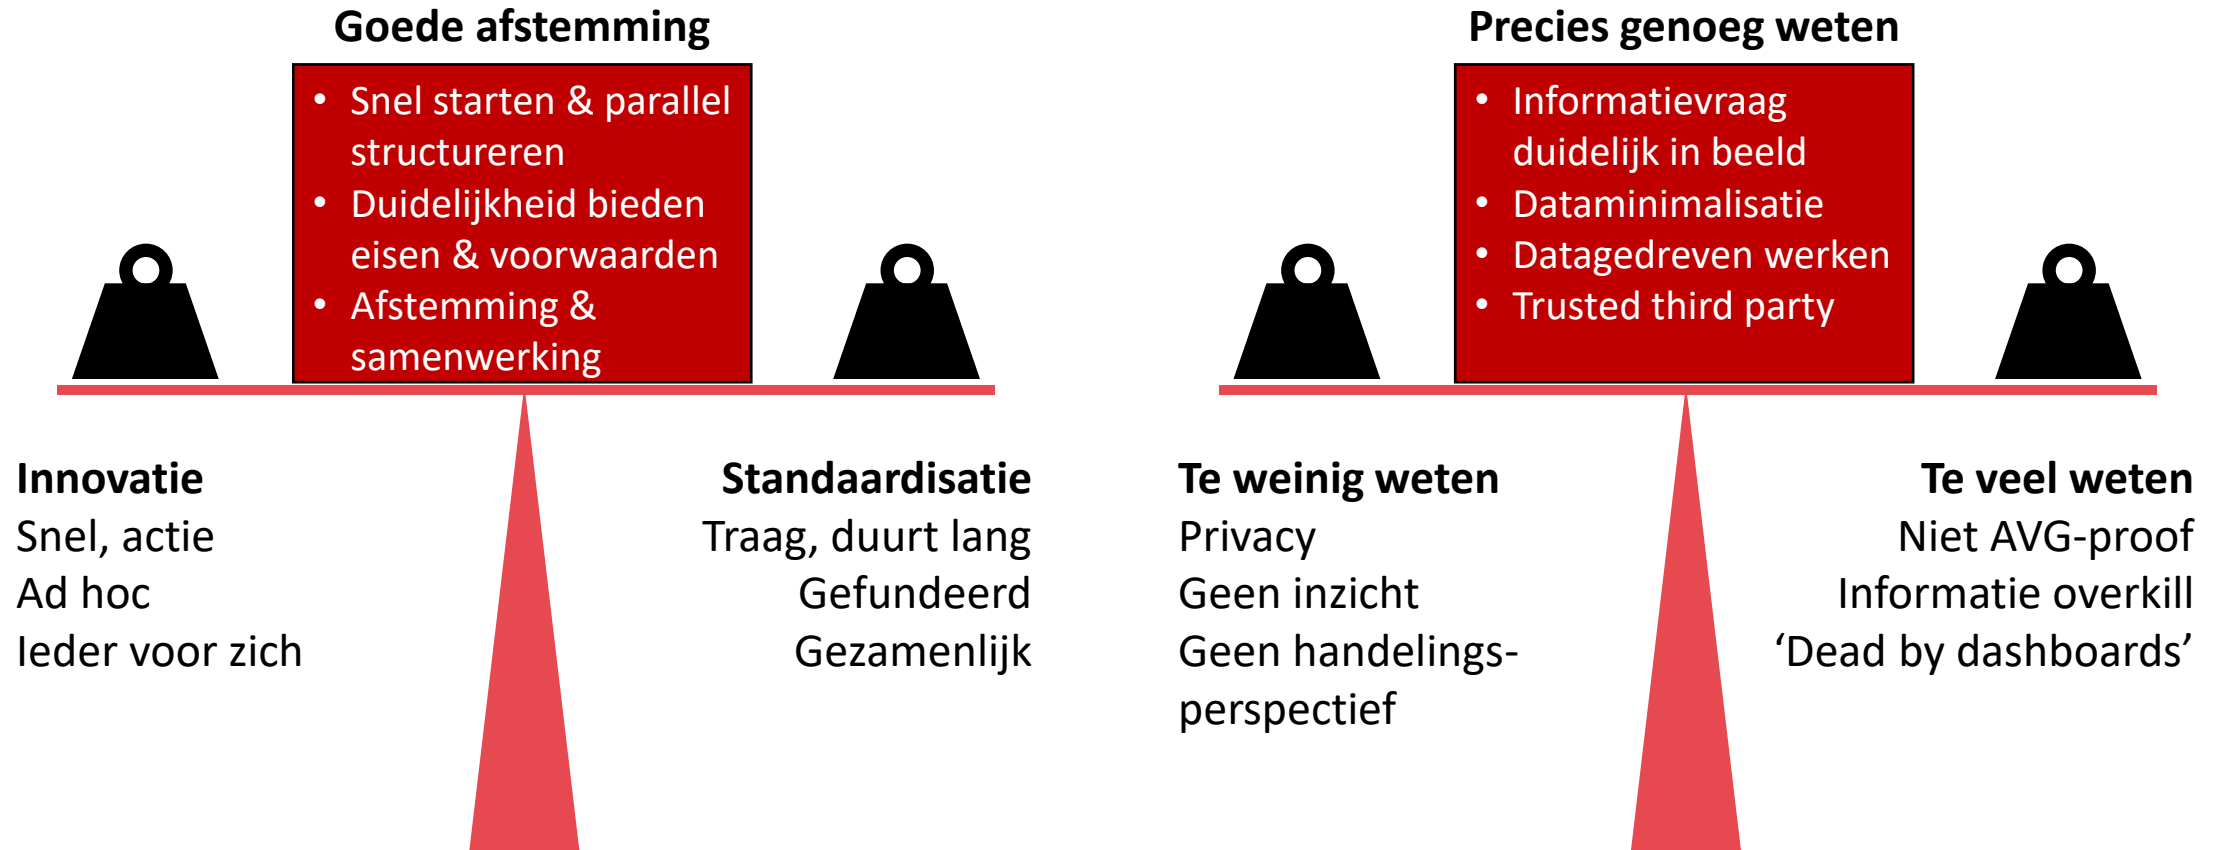 Goede afstemming
• Snel starten & parallel
structureren
• Duidelijkheid bieden
eisen & voorwaarden
• Afstemming &
samenwerking
Innovatie
Snel, actie
Ad hoc
Ieder voor zich
Standaardisatie
Traag, duurt lang
Gefundeerd
Gezamenlijk
Precies genoeg weten
• Informatievraag
duidelijk in beeld
• Dataminimalisatie
• Datagedreven werken
• Trusted third party
Te weinig weten
Privacy
Geen inzicht
Geen handelings-
perspectief
Te veel weten
Niet AVG-proof
Informatie overkill
‘Dead by dashboards’